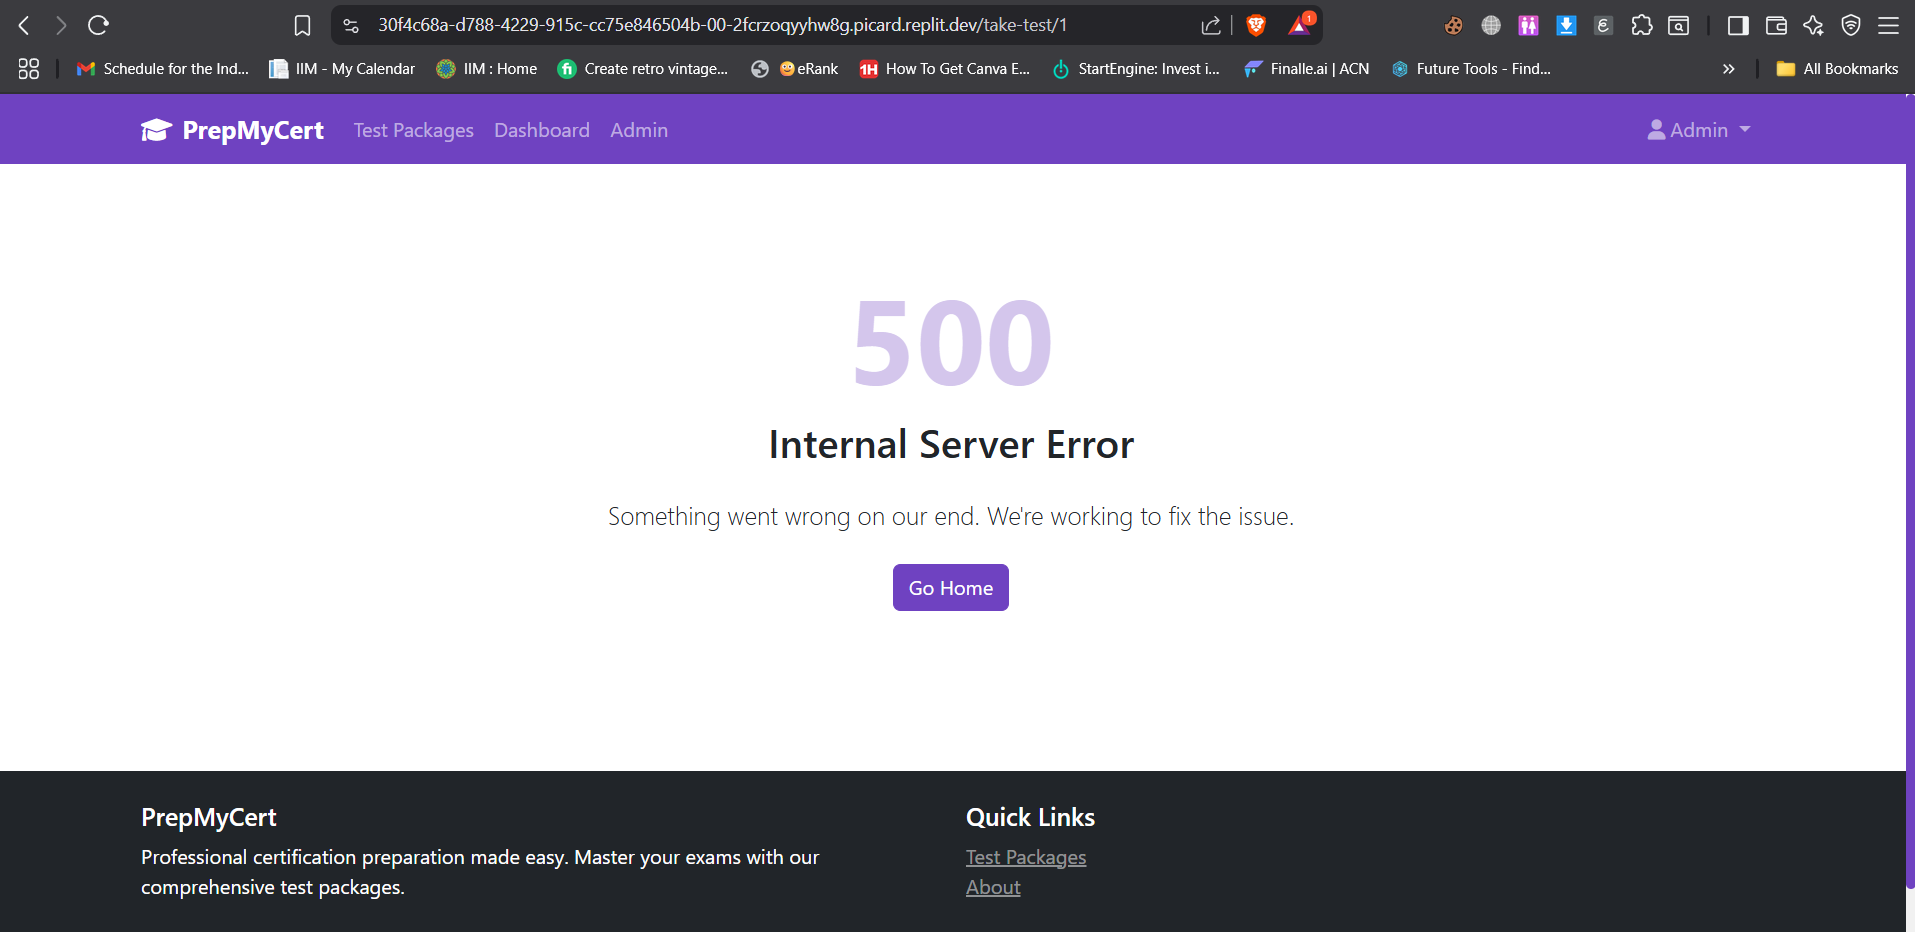 30f4c68a-d788-4229-915c-cc75e846504b-00-2fcrzoqyyhw8g.picard.replit.dev/take-test/1
1
Schedule for the Ind... IIM - My Calendar IIM : Home Create retro vintage... eRank How To Get Canva E... StartEngine: Invest i... Finalle.ai | ACN Future Tools - Find... » All Bookmarks
PrepMyCert Test Packages Dashboard Admin Admin
500
Internal Server Error
Something went wrong on our end. We're working to fix the issue.
Go Home
PrepMyCert
Professional certification preparation made easy. Master your exams with our
comprehensive test packages.
Quick Links
Test Packages
About